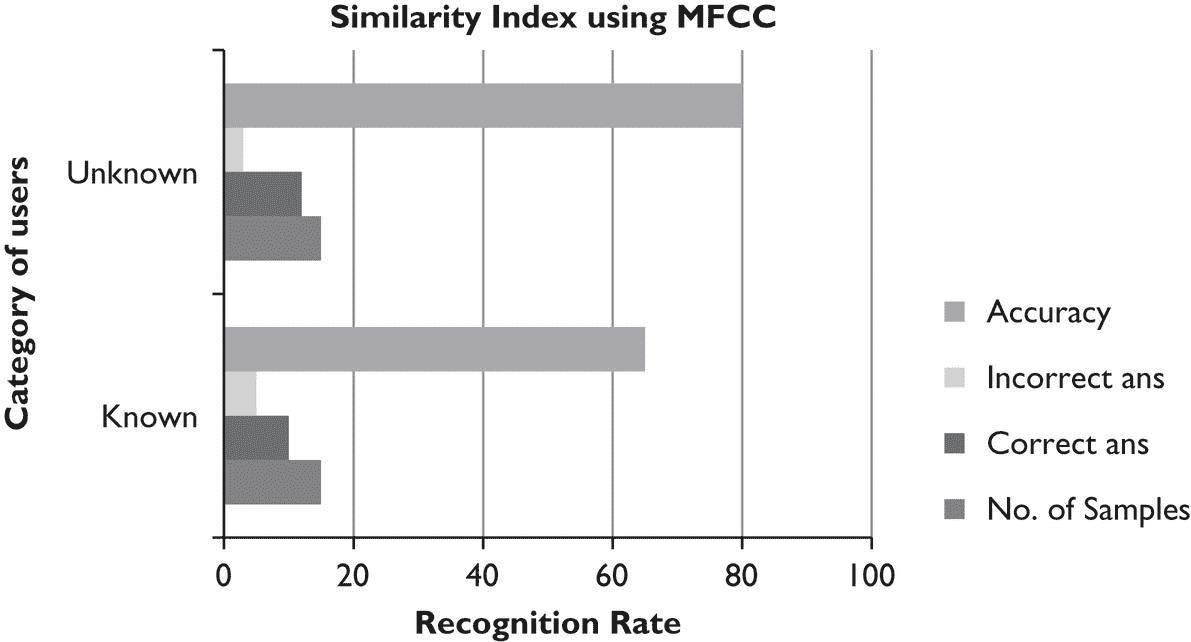 Similarity Index using MFCC
Category of users
Unknown
Known
0 20 40 60 80 100
Recognition Rate
Accuracy
Incorrect ans
Correct ans
No. of Samples